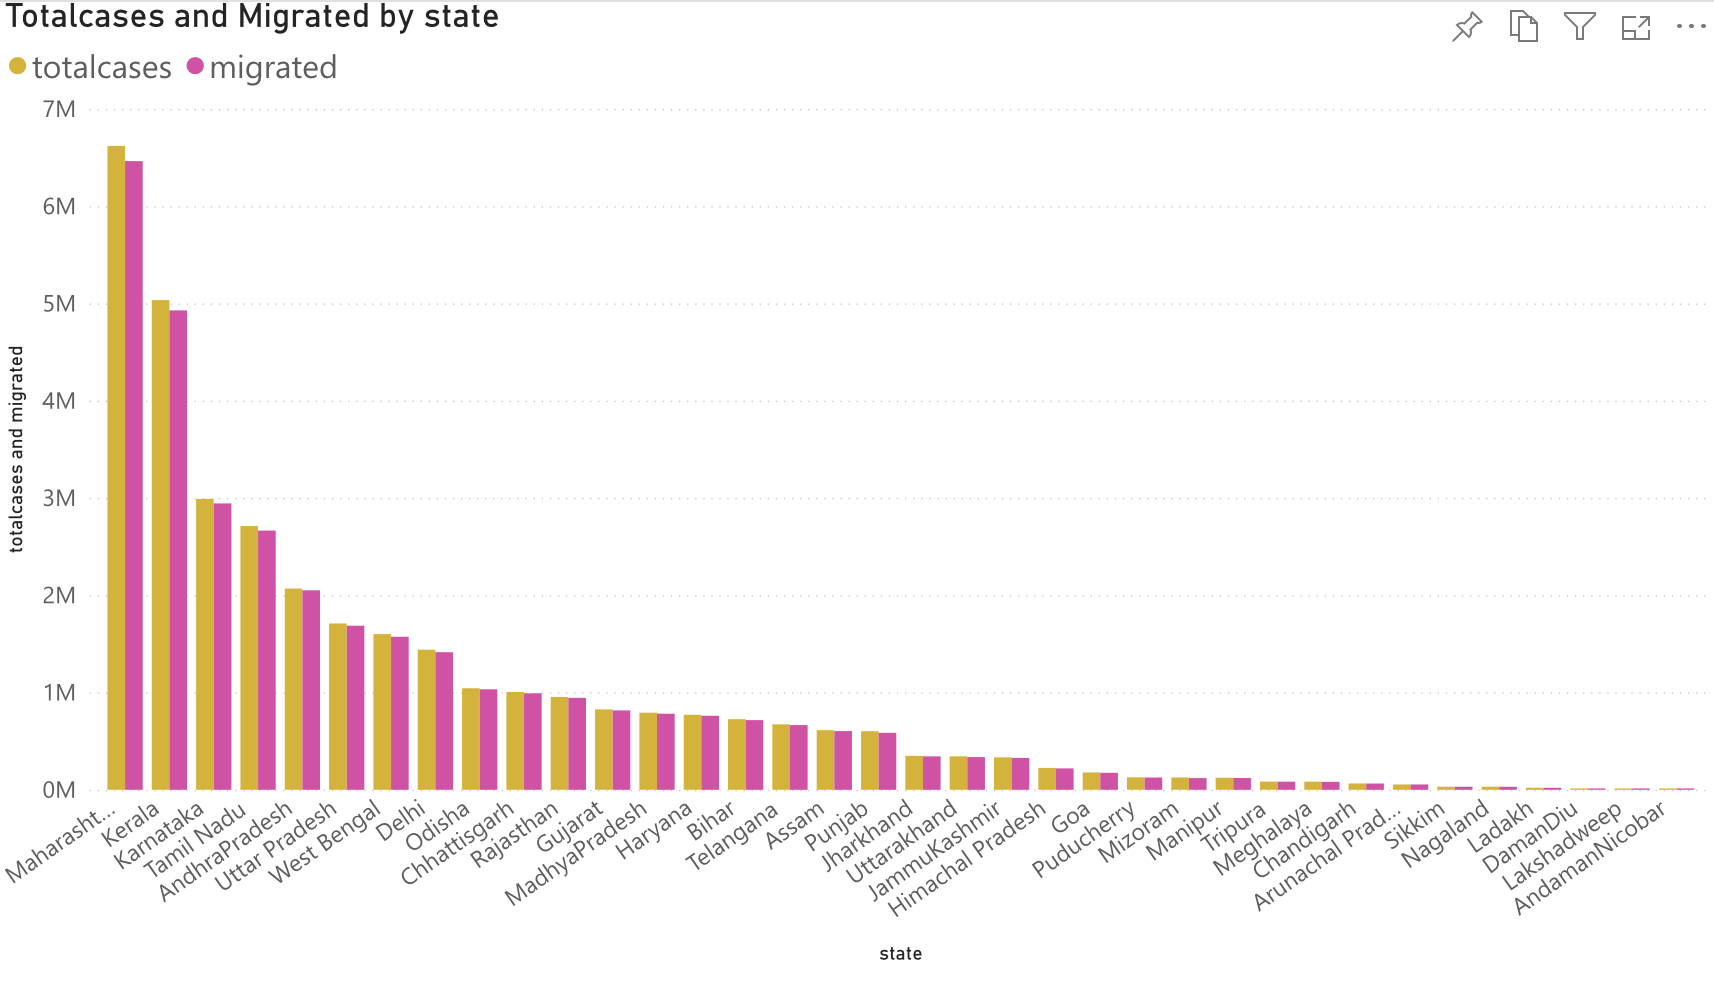 Totalcases and Migrated by state
totalcases migrated
7M
6M
5M
4M
3M
2M
1M
0M
totalcases and migrated
Maharasht...
Kerala
Karnataka
Tamil Nadu
AndhraPradesh
Uttar Pradesh
West Bengal
Delhi
Odisha
Chhattisgarh
Rajasthan
Gujarat
MadhyaPradesh
Haryana
Bihar
Telangana
Assam
Punjab
Jharkhand
Uttarakhand
JammuKashmir
Himachal Pradesh
Goa
Puducherry
Mizoram
Manipur
Tripura
Meghalaya
Chandigarh
Arunachal Prad...
Sikkim
Nagaland
Ladakh
DamanDiu
Lakshadweep
AndamanNicobar
state